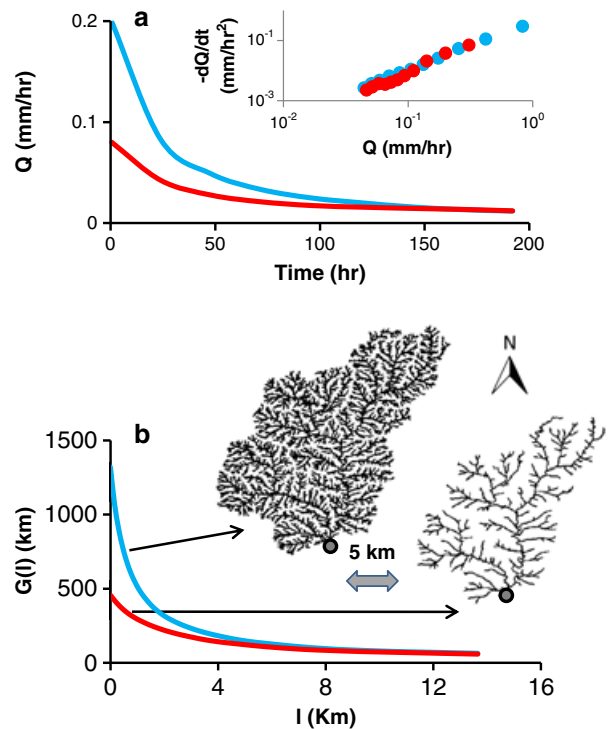 a
0.2
0.1
0
Q (mm/hr)
0
50
100
150
200
Time (hr)
-dQ/dt
(mm/hr²)
10⁻¹
10⁻³
10⁻²
10⁻¹
10⁰
Q (mm/hr)
b
N
1500
1000
500
0
G(l) (km)
5 km
0
4
8
12
16
l (Km)